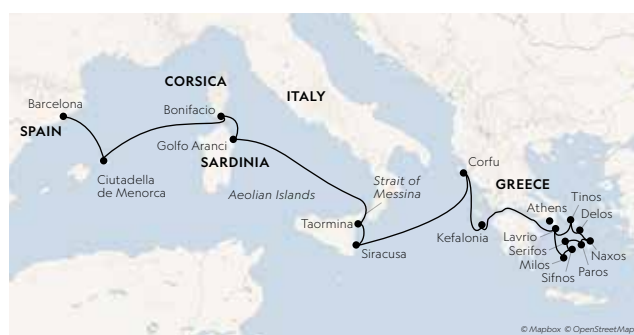 CORSICA
Barcelona
Bonifacio
ITALY
SPAIN
Golfo Aranci
SARDINIA
Corfu
Ciutadella
de Menorca
Aeolian Islands
Strait of
Messina
GREECE
Tinos
Athens
Delos
Taormina
Lavrio
Kefalonia
Serifos
Siracusa
Naxos
Milos
Paros
Sifnos
© Mapbox © OpenStreetMap